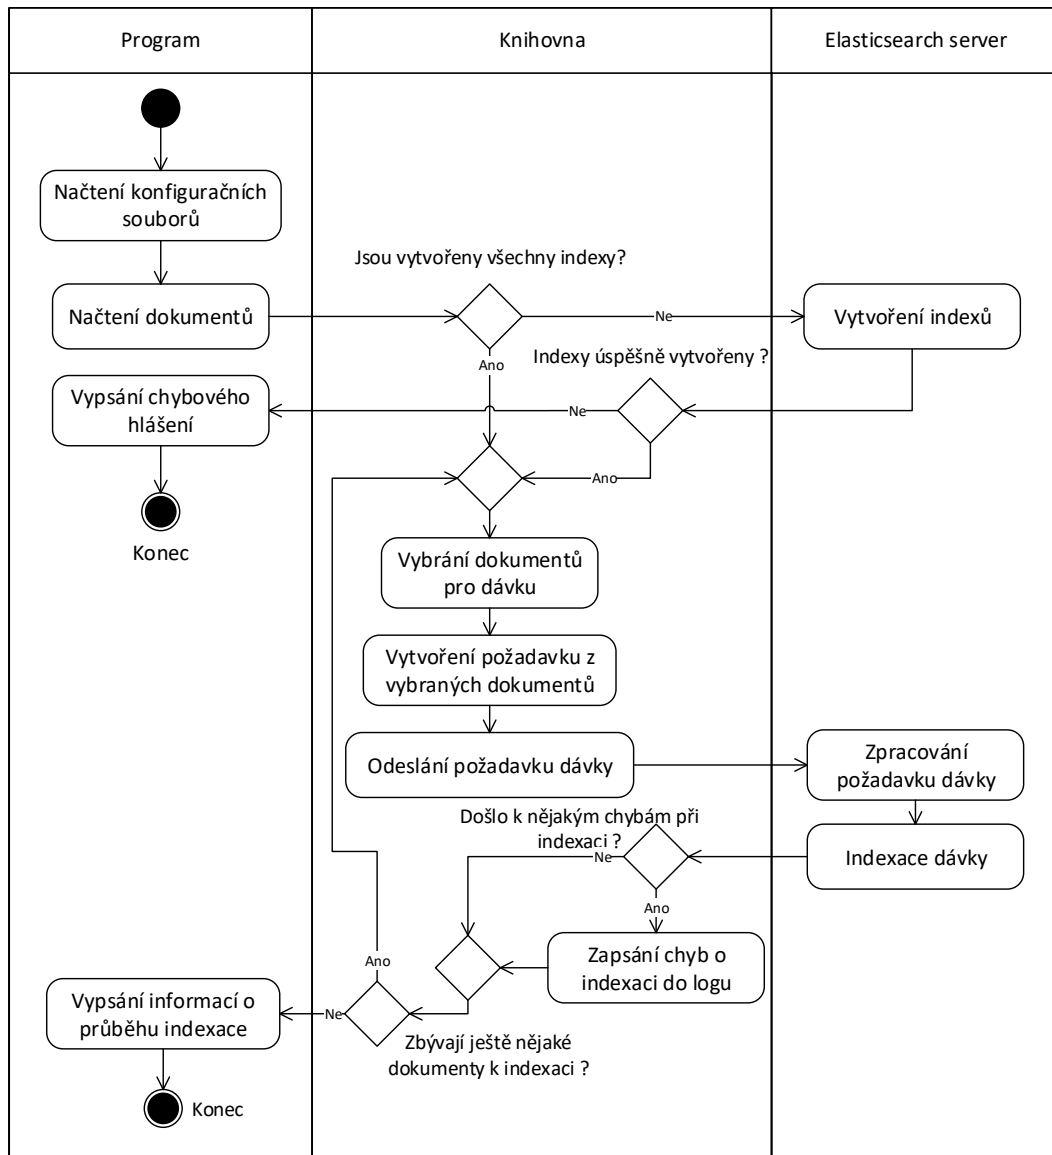 Program
Knihovna
Elasticsearch server
Načtení konfiguračních
souborů
Jsou vytvořeny všechny indexy?
Načtení dokumentů
Ne
Vytvoření indexů
Ano
Indexy úspěšně vytvořeny ?
Vypsání chybového
hlášení
Ne
Ano
Konec
Vybrání dokumentů
pro dávku
Vytvoření požadavku z
vybraných dokumentů
Odeslání požadavku dávky
Zpracování
požadavku dávky
Došlo k nějakým chybám při
indexaci ?
Ne
Indexace dávky
Ano
Zapsání chyb o
indexaci do logu
Ano
Vypsání informací o
průběhu indexace
Ne
Zbývají ještě nějaké
dokumenty k indexaci ?
Konec